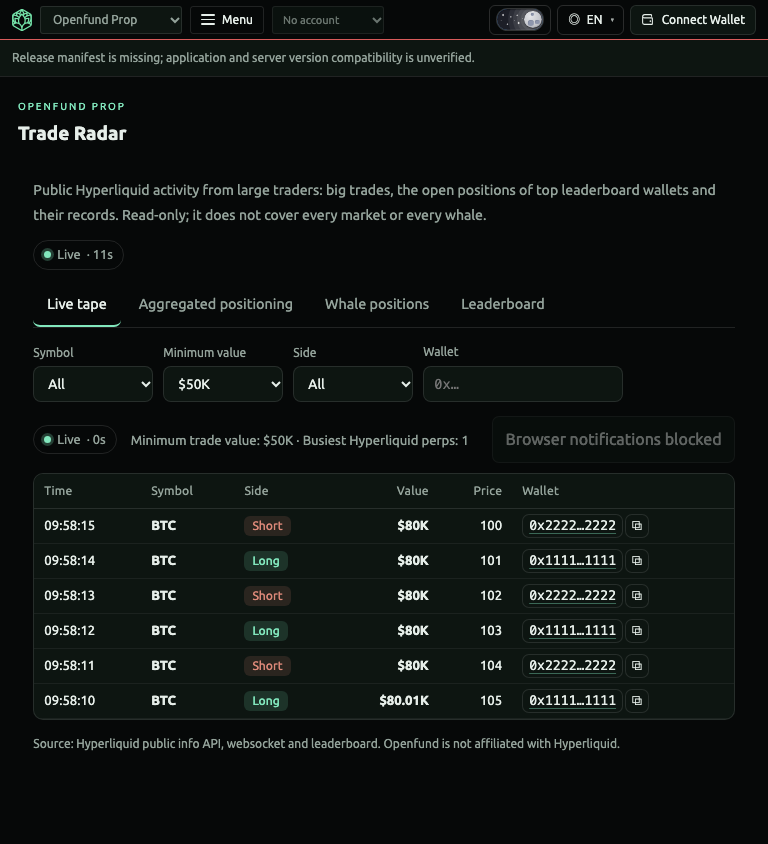 Openfund Prop
Menu
No account
EN
Connect Wallet
Release manifest is missing; application and server version compatibility is unverified.
OPENFUND PROP
Trade Radar
Public Hyperliquid activity from large traders: big trades, the open positions of top leaderboard wallets and
their records. Read-only; it does not cover every market or every whale.
Live · 11s
Live tape Aggregated positioning Whale positions Leaderboard
Symbol Minimum value Side Wallet
All $50K All 0x…
Live · 0s Minimum trade value: $50K · Busiest Hyperliquid perps: 1 Browser notifications blocked
Time Symbol Side Value Price Wallet
09:58:15 BTC Short $80K 100 0x2222…2222
09:58:14 BTC Long $80K 101 0x1111…1111
09:58:13 BTC Short $80K 102 0x2222…2222
09:58:12 BTC Long $80K 103 0x1111…1111
09:58:11 BTC Short $80K 104 0x2222…2222
09:58:10 BTC Long $80.01K 105 0x1111…1111
Source: Hyperliquid public info API, websocket and leaderboard. Openfund is not affiliated with Hyperliquid.